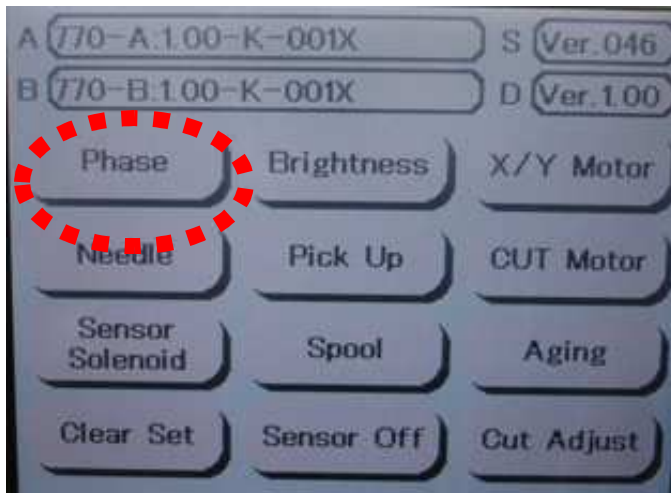 A 770-A.1.00-K-001X S Ver.046
B 770-B.1.00-K-001X D Ver.1.00
Phase Brightness X/Y Motor
Needle Pick Up CUT Motor
Sensor Solenoid Spool Aging
Clear Set Sensor Off Cut Adjust